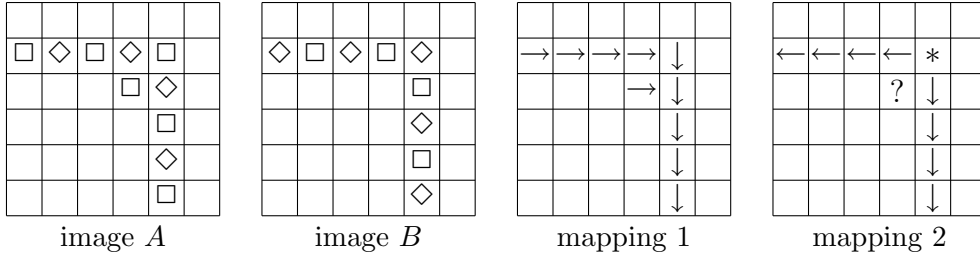 □ ◇ □ ◇ □ ◇ □ ◇ □ ◇ → → → → ↓ ← ← ← ← *
□ ◇ □ → ↓ ? ↓
□ ◇ ↓ ↓
◇ □ ↓ ↓
□ ◇ ↓ ↓
image A image B mapping 1 mapping 2